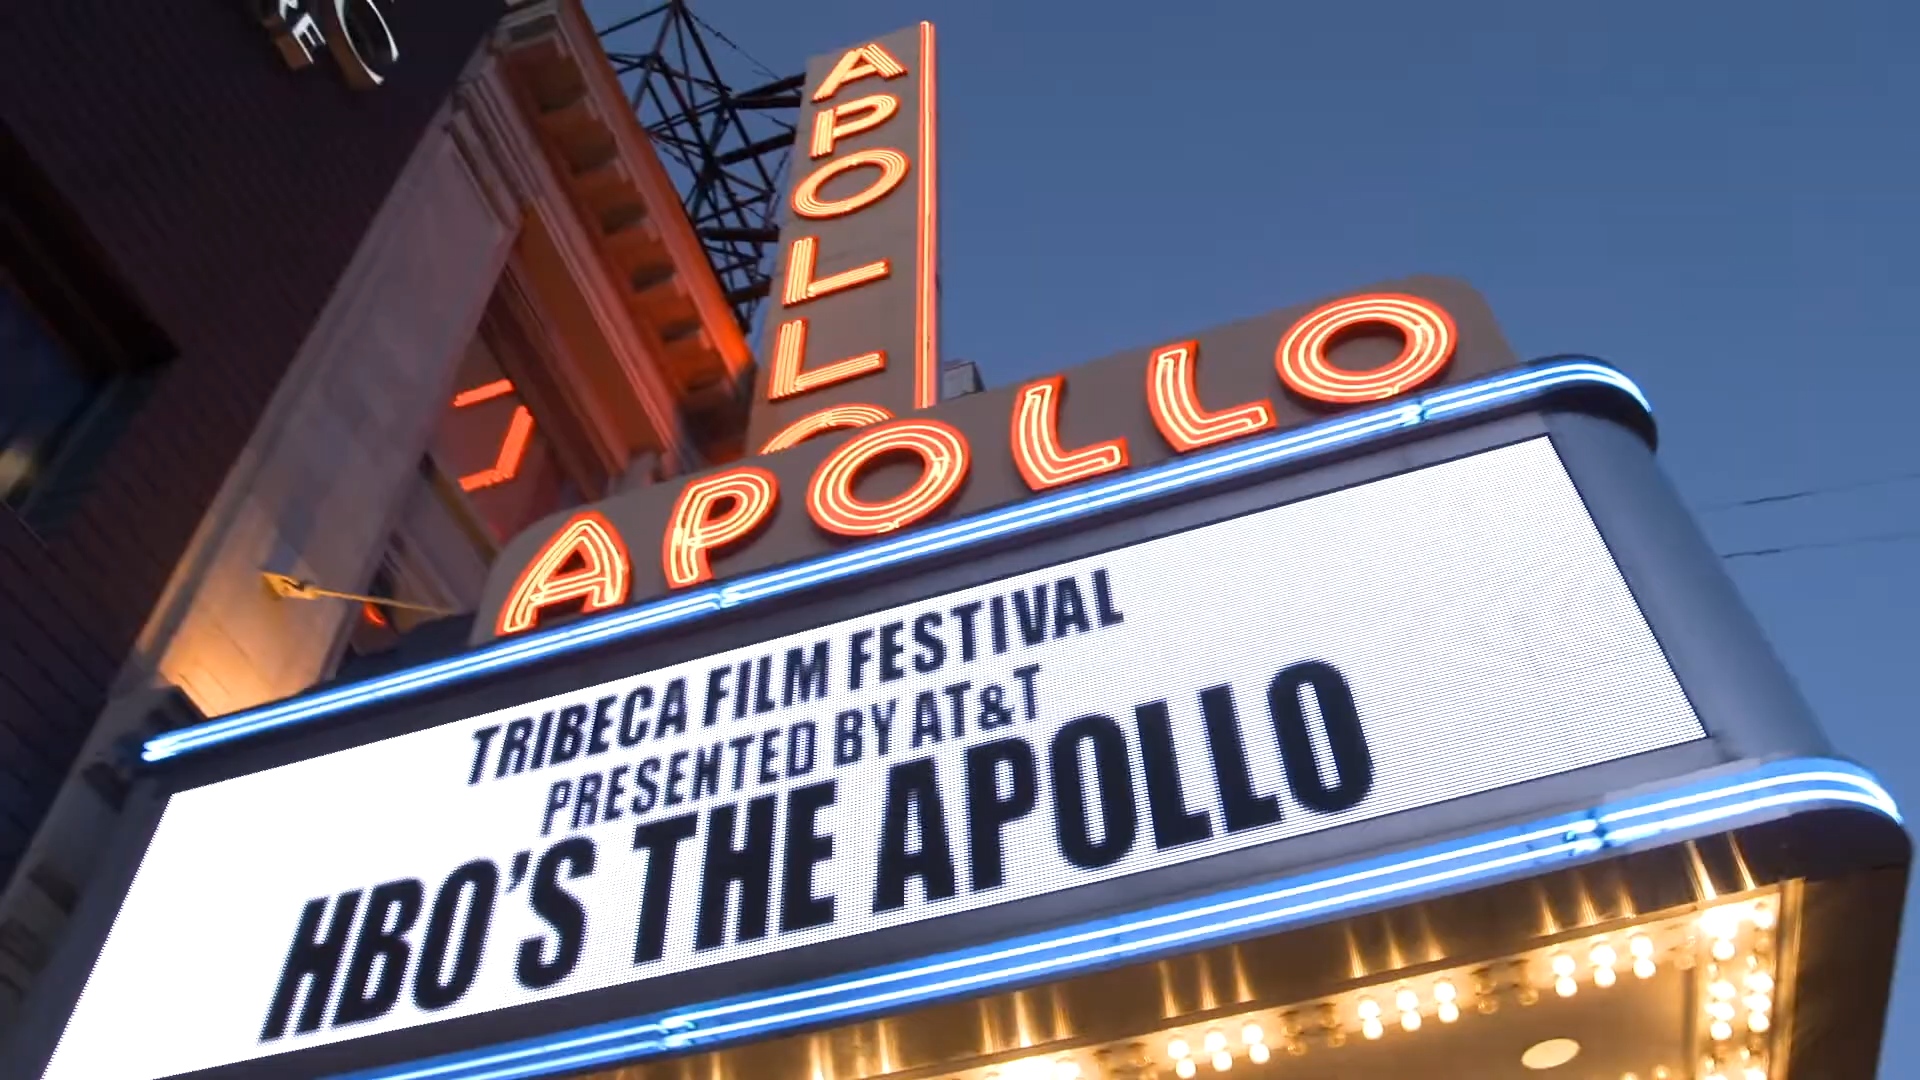 APOLLO
APOLLO
TRIBECA FILM FESTIVAL
PRESENTED BY AT&T
HBO'S THE APOLLO